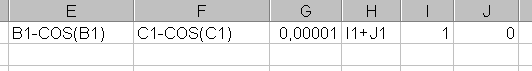 E F G H I J
B1-COS(B1) C1-COS(C1) 0,00001 I1+J1 1 0